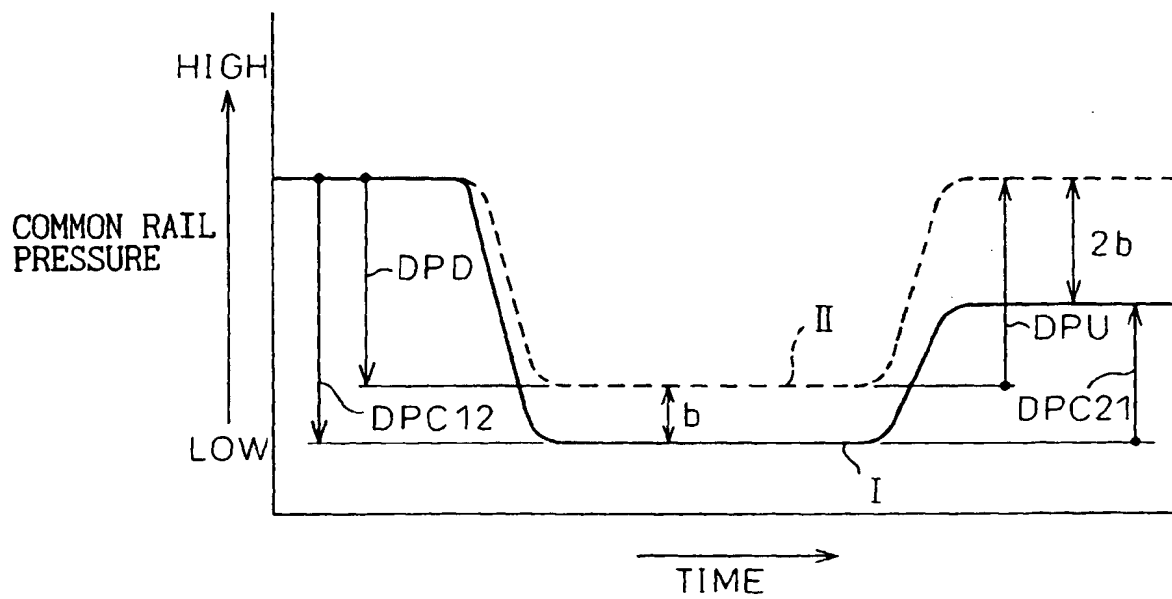 HIGH
COMMON RAIL
PRESSURE
LOW
DPD
DPC12
II
b
2b
DPU
DPC21
I
TIME